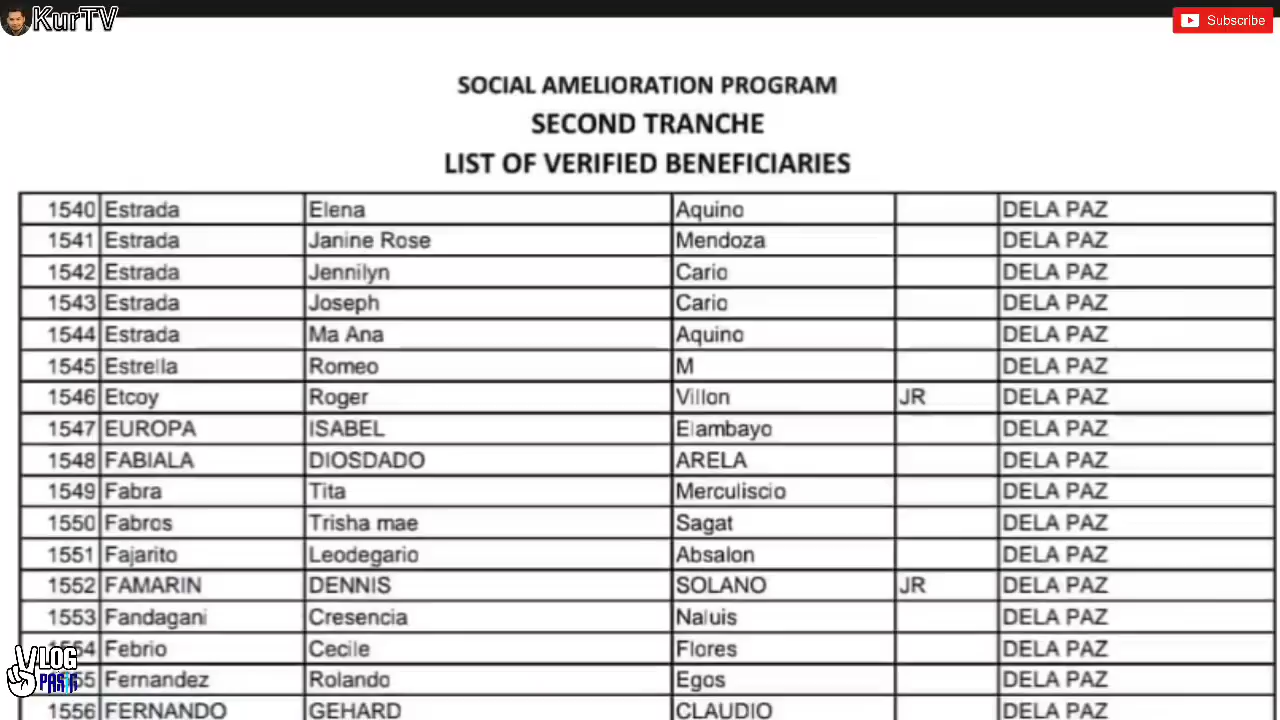 KurTV
Subscribe
SOCIAL AMELIORATION PROGRAM
SECOND TRANCHE
LIST OF VERIFIED BENEFICIARIES
1540 Estrada Elena Aquino DELA PAZ
1541 Estrada Janine Rose Mendoza DELA PAZ
1542 Estrada Jennilyn Cario DELA PAZ
1543 Estrada Joseph Cario DELA PAZ
1544 Estrada Ma Ana Aquino DELA PAZ
1545 Estrella Romeo M DELA PAZ
1546 Etcoy Roger Villon JR DELA PAZ
1547 EUROPA ISABEL Elambayo DELA PAZ
1548 FABIALA DIOSDADO ARELA DELA PAZ
1549 Fabra Tita Merculiscio DELA PAZ
1550 Fabros Trisha mae Sagat DELA PAZ
1551 Fajarito Leodegario Absalon DELA PAZ
1552 FAMARIN DENNIS SOLANO JR DELA PAZ
1553 Fandagani Cresencia Naluis DELA PAZ
Febrio Cecile Flores DELA PAZ
Fernandez Rolando Egos DELA PAZ
1556 FERNANDO GEHARD CLAUDIO DELA PAZ
VLOG